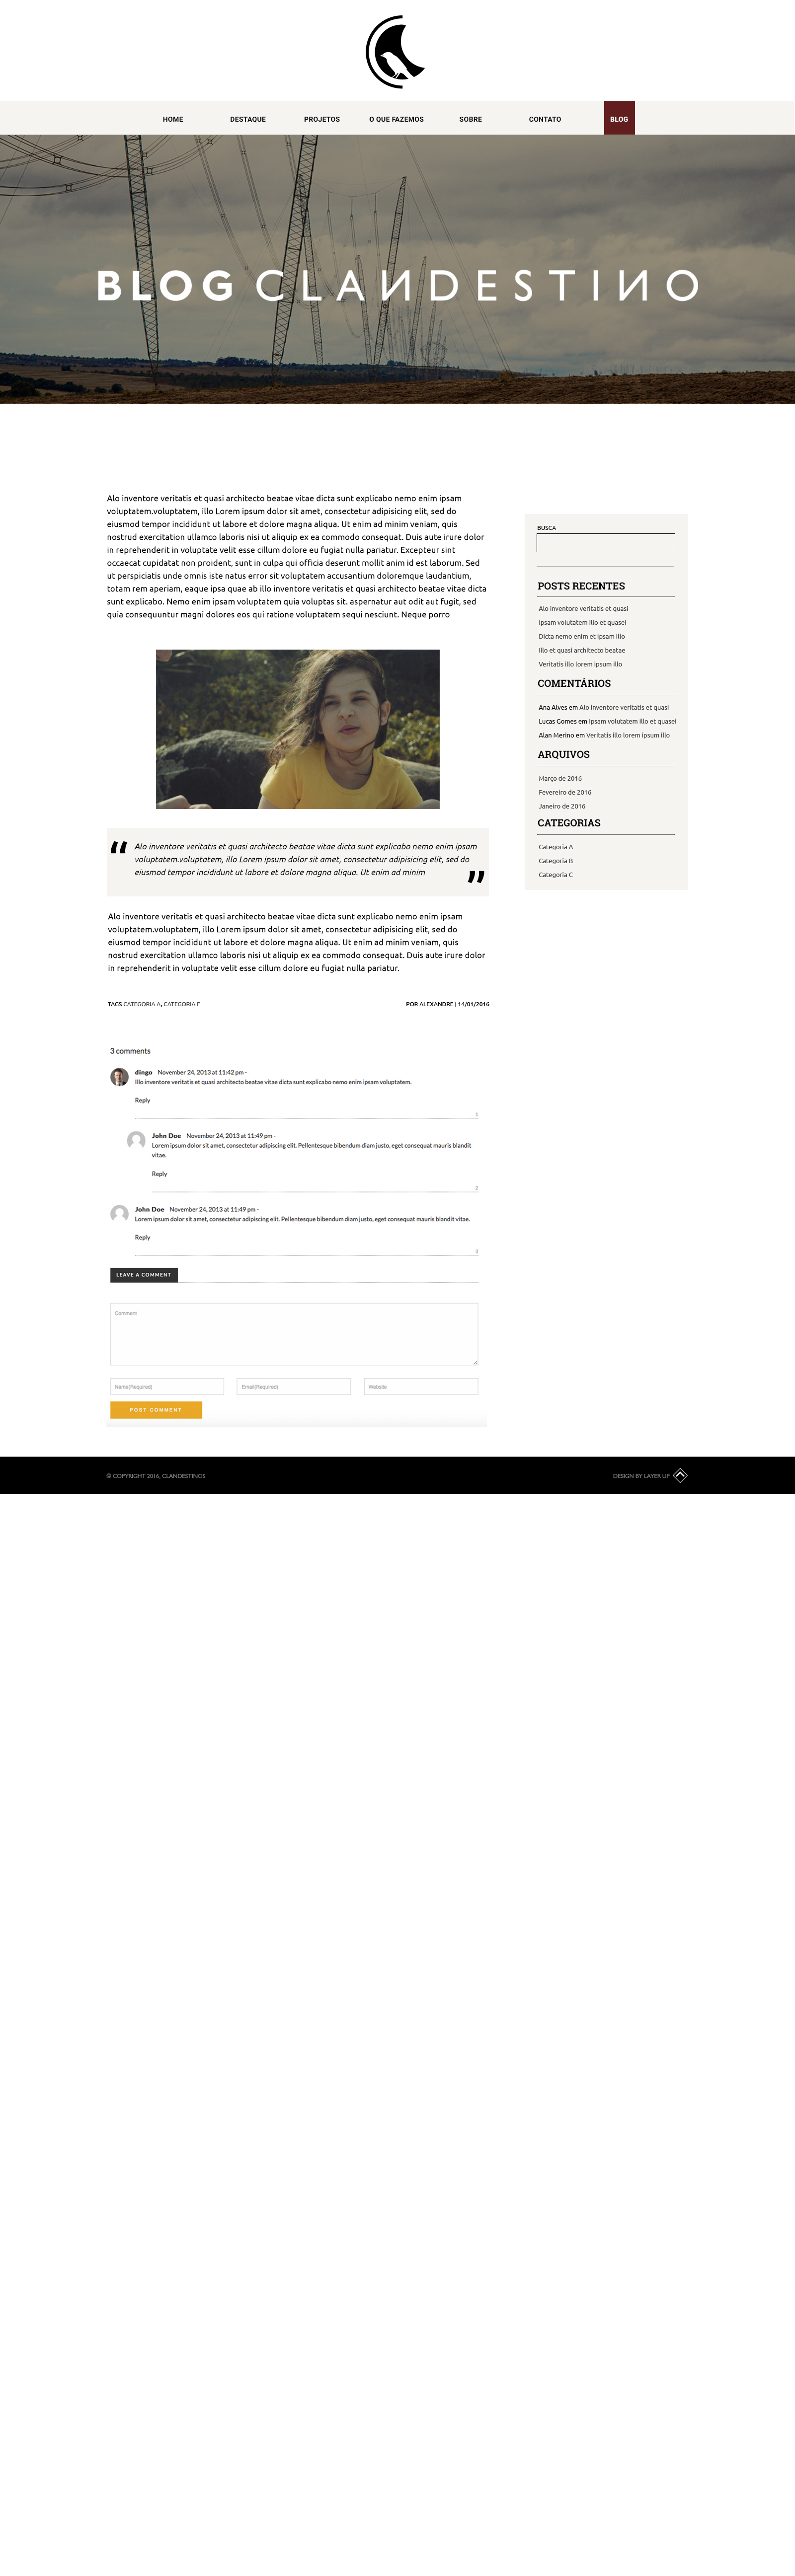 HOME
DESTAQUE
PROJETOS
O QUE FAZEMOS
SOBRE
CONTATO
BLOG
BLOG CLANDESTINO
Alo inventore veritatis et quasi architecto beatae vitae dicta sunt explicabo nemo enim ipsam
voluptatem.voluptatem, illo Lorem ipsum dolor sit amet, consectetur adipisicing elit, sed do
eiusmod tempor incididunt ut labore et dolore magna aliqua. Ut enim ad minim veniam, quis
nostrud exercitation ullamco laboris nisi ut aliquip ex ea commodo consequat. Duis aute irure dolor
in reprehenderit in voluptate velit esse cillum dolore eu fugiat nulla pariatur. Excepteur sint
occaecat cupidatat non proident, sunt in culpa qui officia deserunt mollit anim id est laborum. Sed
ut perspiciatis unde omnis iste natus error sit voluptatem accusantium doloremque laudantium,
totam rem aperiam, eaque ipsa quae ab illo inventore veritatis et quasi architecto beatae vitae dicta
sunt explicabo. Nemo enim ipsam voluptatem quia voluptas sit. aspernatur aut odit aut fugit, sed
quia consequuntur magni dolores eos qui ratione voluptatem sequi nesciunt. Neque porro
“ Alo inventore veritatis et quasi architecto beatae vitae dicta sunt explicabo nemo enim ipsam
voluptatem.voluptatem, illo Lorem ipsum dolor sit amet, consectetur adipisicing elit, sed do
eiusmod tempor incididunt ut labore et dolore magna aliqua. Ut enim ad minim ”
Alo inventore veritatis et quasi architecto beatae vitae dicta sunt explicabo nemo enim ipsam
voluptatem.voluptatem, illo Lorem ipsum dolor sit amet, consectetur adipisicing elit, sed do
eiusmod tempor incididunt ut labore et dolore magna aliqua. Ut enim ad minim veniam, quis
nostrud exercitation ullamco laboris nisi ut aliquip ex ea commodo consequat. Duis aute irure dolor
in reprehenderit in voluptate velit esse cillum dolore eu fugiat nulla pariatur.
TAGS CATEGORIA A, CATEGORIA F
POR ALEXANDRE | 14/01/2016
3 comments
dingo November 24, 2013 at 11:42 pm -
Illo inventore veritatis et quasi architecto beatae vitae dicta sunt explicabo nemo enim ipsam voluptatem.
Reply
1
John Doe November 24, 2013 at 11:49 pm -
Lorem ipsum dolor sit amet, consectetur adipiscing elit. Pellentesque bibendum diam justo, eget consequat mauris blandit
vitae.
Reply
2
John Doe November 24, 2013 at 11:49 pm -
Lorem ipsum dolor sit amet, consectetur adipiscing elit. Pellentesque bibendum diam justo, eget consequat mauris blandit vitae.
Reply
3
LEAVE A COMMENT
Comment
Name(Required)
Email(Required)
Website
POST COMMENT
BUSCA
POSTS RECENTES
Alo inventore veritatis et quasi
Ipsam volutatem illo et quasei
Dicta nemo enim et ipsam illo
Illo et quasi architecto beatae
Veritatis illo lorem ipsum illo
COMENTÁRIOS
Ana Alves em Alo inventore veritatis et quasi
Lucas Gomes em Ipsam volutatem illo et quasei
Alan Merino em Veritatis illo lorem ipsum illo
ARQUIVOS
Março de 2016
Fevereiro de 2016
Janeiro de 2016
CATEGORIAS
Categoria A
Categoria B
Categoria C
© COPYRIGHT 2016, CLANDESTINOS
DESIGN BY LAYER UP